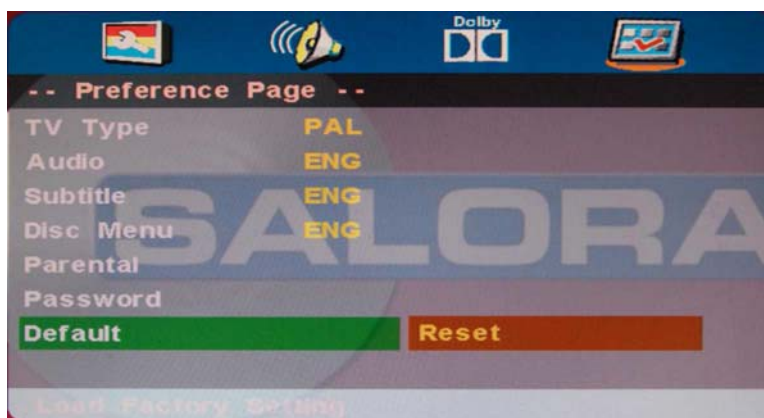 Dolby
-- Preference Page --
TV Type PAL
Audio ENG
Subtitle ENG
Disc Menu ENG
Parental
Password
Default Reset
SALORA
Load Factory Setting